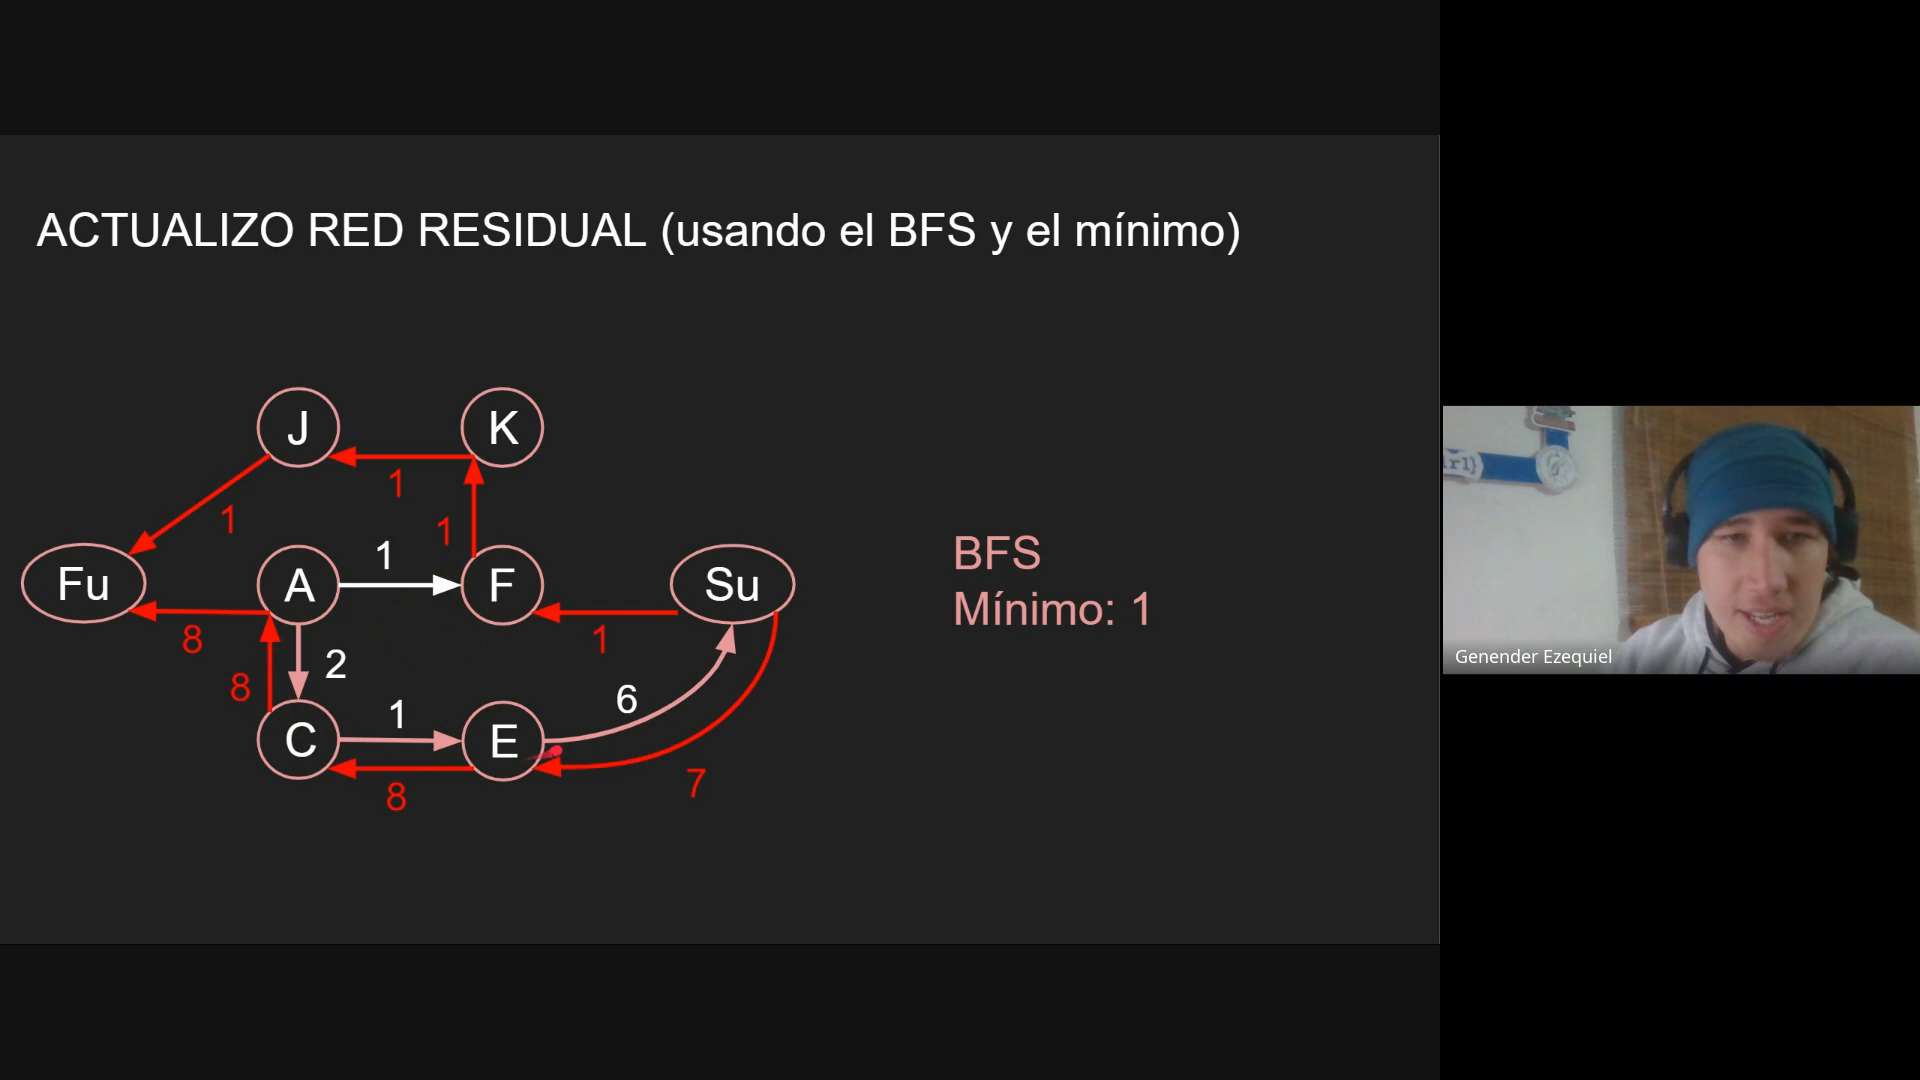 ACTUALIZO RED RESIDUAL (usando el BFS y el mínimo)
J
K
1
1
1
1
Fu
A
F
Su
8
1
2
8
6
1
C
E
8
7
BFS
Mínimo: 1
Genender Ezequiel